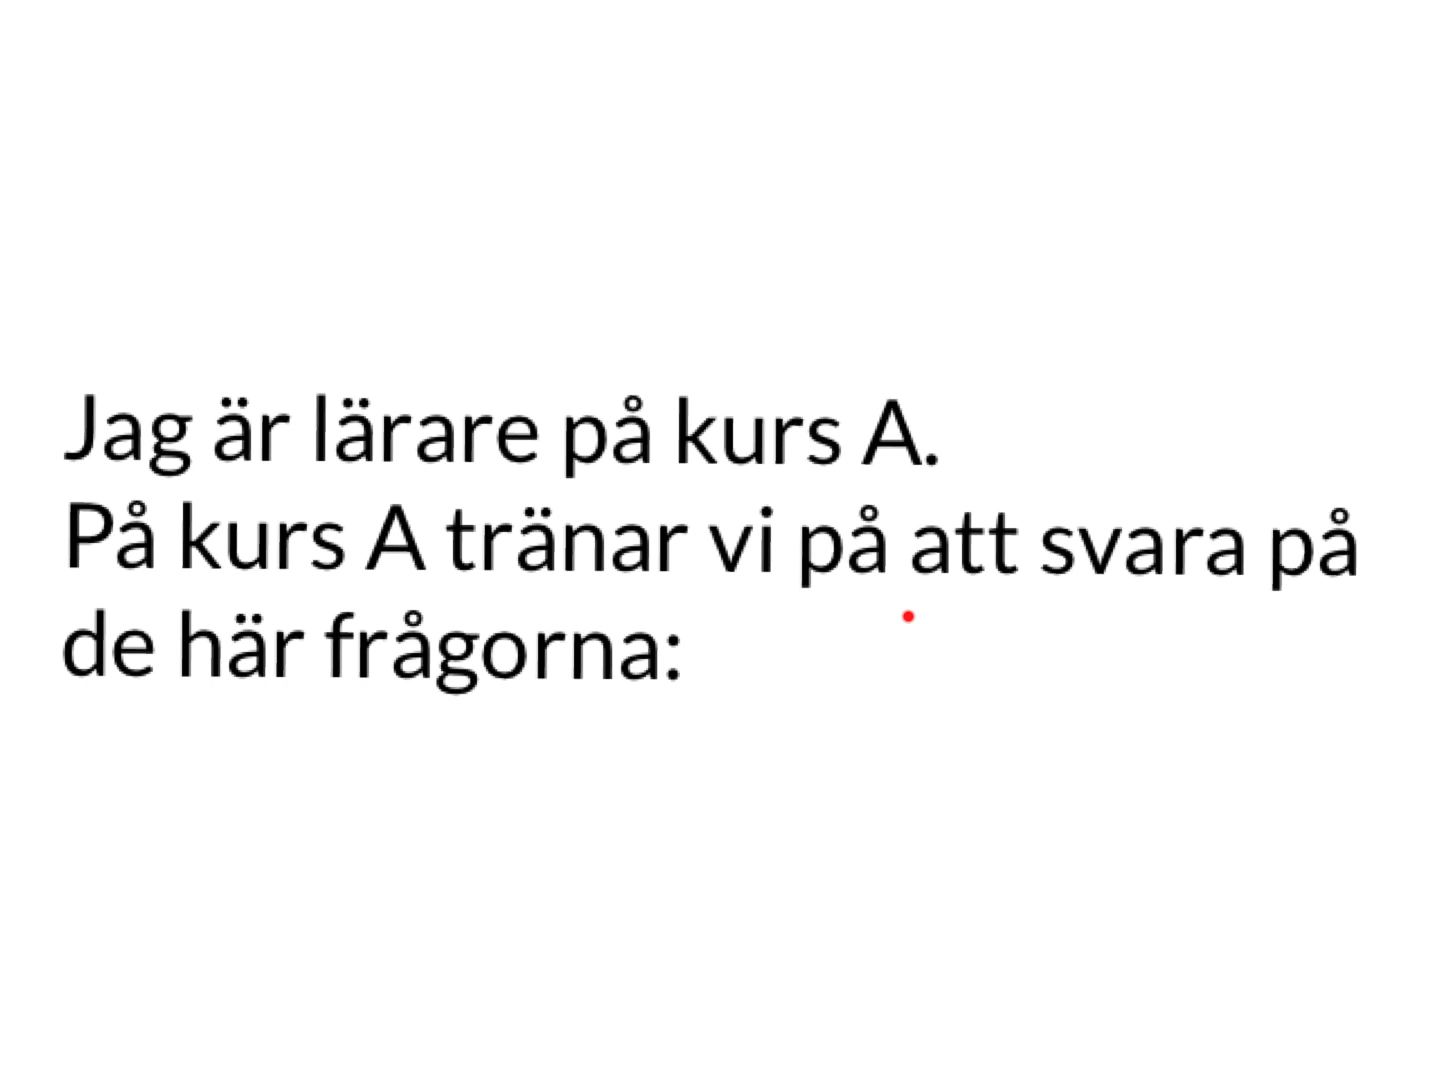 Jag är lärare på kurs A.
På kurs A tränar vi på att svara på
de här frågorna: